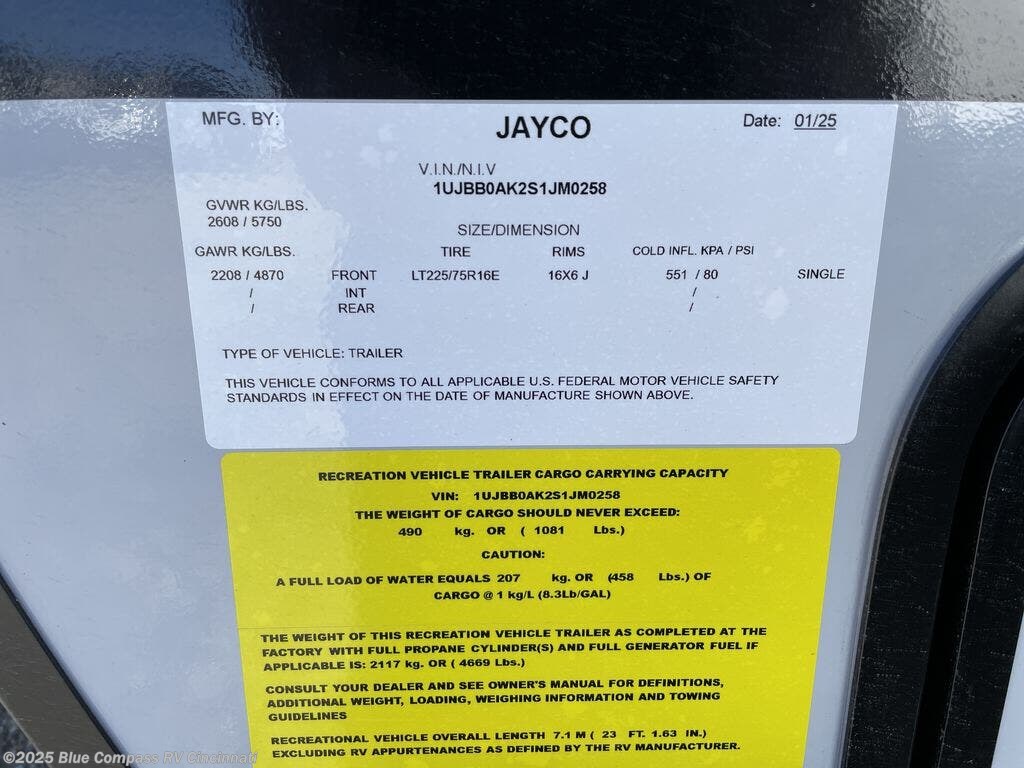 MFG. BY: JAYCO Date: 01/25
V.I.N./N.I.V
1UJBB0AK2S1JM0258
GVWR KG/LBS.
2608 / 5750
SIZE/DIMENSION
GAWR KG/LBS. TIRE RIMS COLD INFL. KPA / PSI
2208 / 4870 FRONT LT225/75R16E 16X6 J 551 / 80 SINGLE
/ INT /
/ REAR /
TYPE OF VEHICLE: TRAILER
THIS VEHICLE CONFORMS TO ALL APPLICABLE U.S. FEDERAL MOTOR VEHICLE SAFETY
STANDARDS IN EFFECT ON THE DATE OF MANUFACTURE SHOWN ABOVE.
RECREATION VEHICLE TRAILER CARGO CARRYING CAPACITY
VIN: 1UJBB0AK2S1JM0258
THE WEIGHT OF CARGO SHOULD NEVER EXCEED:
490 kg. OR ( 1081 Lbs.)
CAUTION:
A FULL LOAD OF WATER EQUALS 207 kg. OR (458 Lbs.) OF
CARGO @ 1 kg/L (8.3Lb/GAL)
THE WEIGHT OF THIS RECREATION VEHICLE TRAILER AS COMPLETED AT THE
FACTORY WITH FULL PROPANE CYLINDER(S) AND FULL GENERATOR FUEL IF
APPLICABLE IS: 2117 kg. OR ( 4669 Lbs.)
CONSULT YOUR DEALER AND SEE OWNER'S MANUAL FOR DEFINITIONS,
ADDITIONAL WEIGHT, LOADING, WEIGHING INFORMATION AND TOWING
GUIDELINES
RECREATIONAL VEHICLE OVERALL LENGTH 7.1 M ( 23 FT. 1.63 IN.)
EXCLUDING RV APPURTENANCES AS DEFINED BY THE RV MANUFACTURER.
©2025 Blue Compass RV Cincinnati